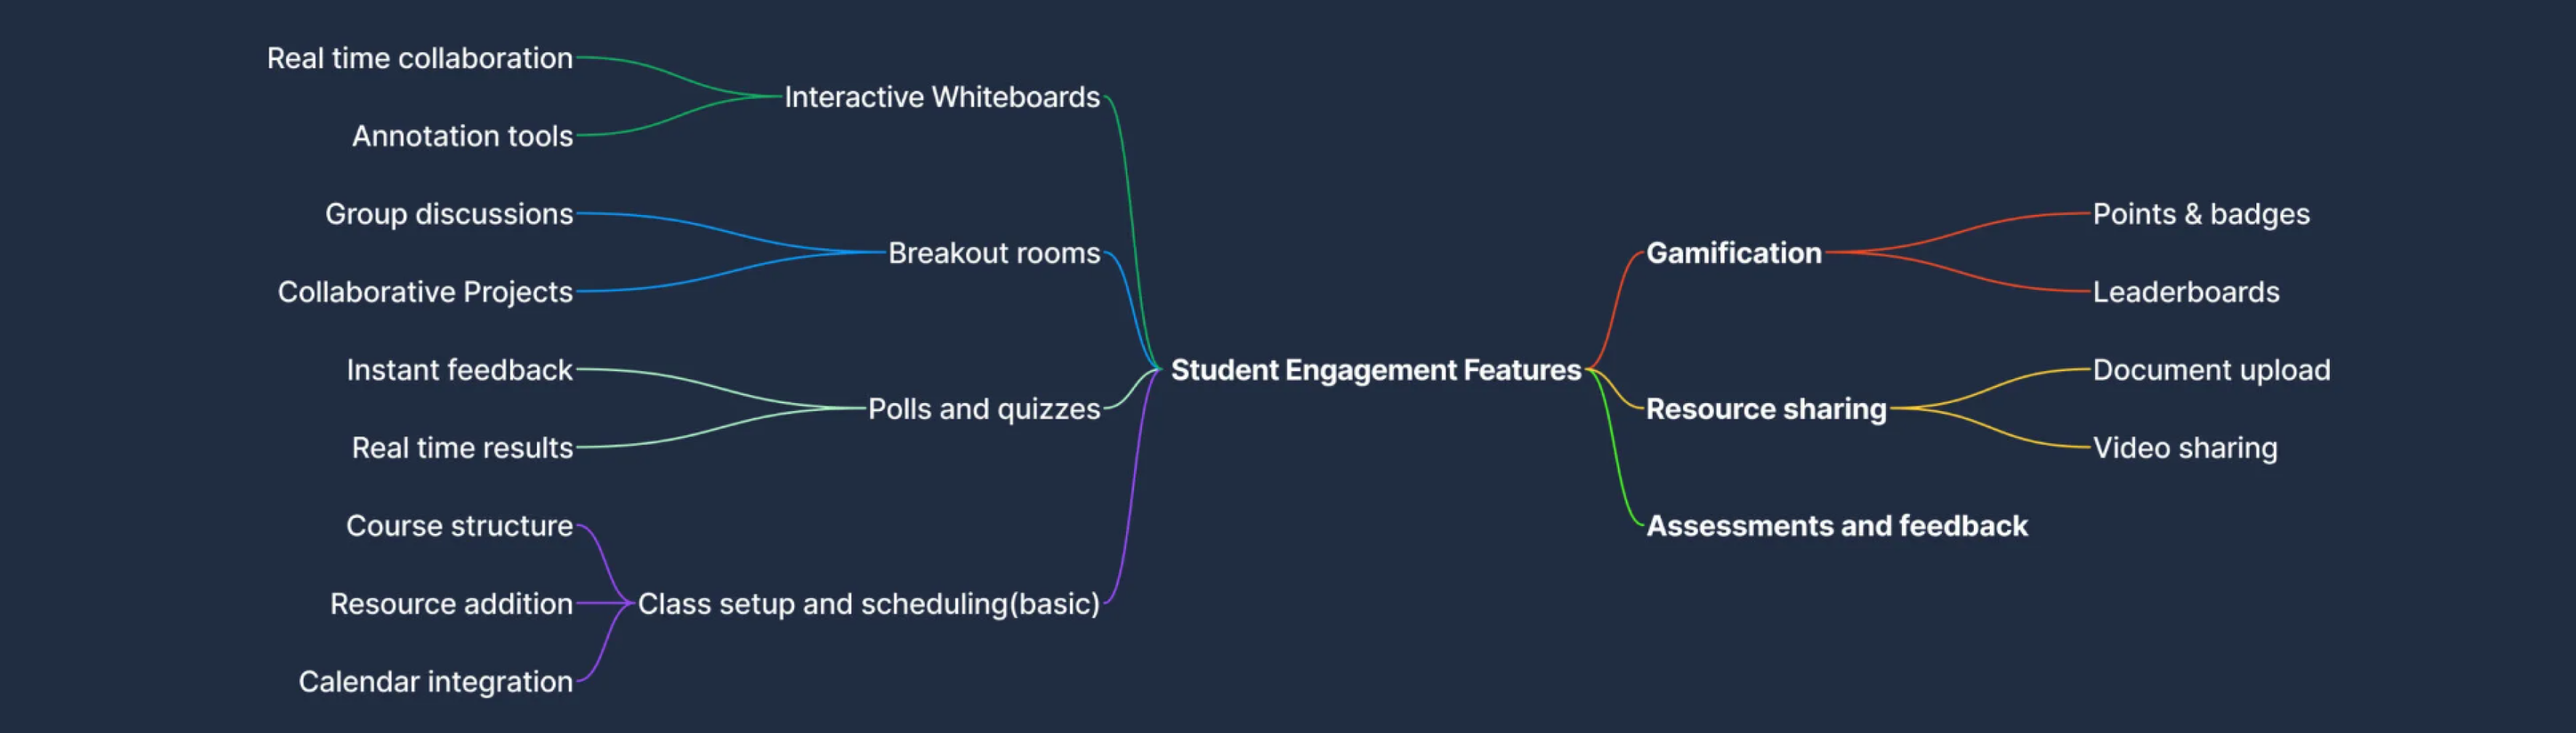 Real time collaboration
Annotation tools
Interactive Whiteboards
Group discussions
Collaborative Projects
Breakout rooms
Instant feedback
Real time results
Polls and quizzes
Course structure
Resource addition
Calendar integration
Class setup and scheduling(basic)
Student Engagement Features
Gamification
Points & badges
Leaderboards
Resource sharing
Document upload
Video sharing
Assessments and feedback